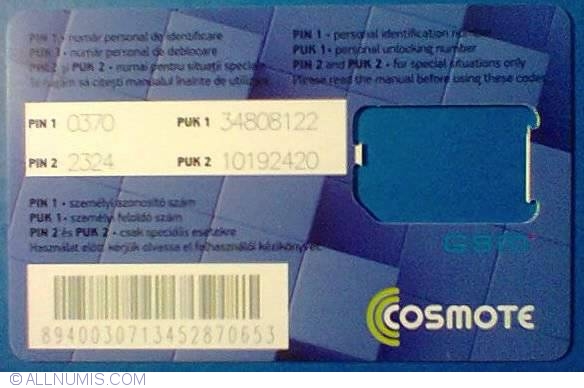 PIN 1 • număr personal de identificare
PUK 1 • număr personal de deblocare
PIN 2 și PUK 2 • numai pentru situații speciale
Te rugăm să citești manualul înainte de utilizare
PIN 1 • personal identification number
PUK 1 • personal unlocking number
PIN 2 and PUK 2 • for special situations only
Please read the manual before using these codes
PIN 1 0370 PUK 1 34808122
PIN 2 2324 PUK 2 10192420
PIN 1 • személyi azonosító szám
PUK 1 • személyi feloldó szám
PIN 2 és PUK 2 • csak speciális esetekre
Használat előtt kérjük olvassa el felhasználói kézikönyvet
GSM
8940030713452870653
COSMOTE
© ALLNUMIS.COM